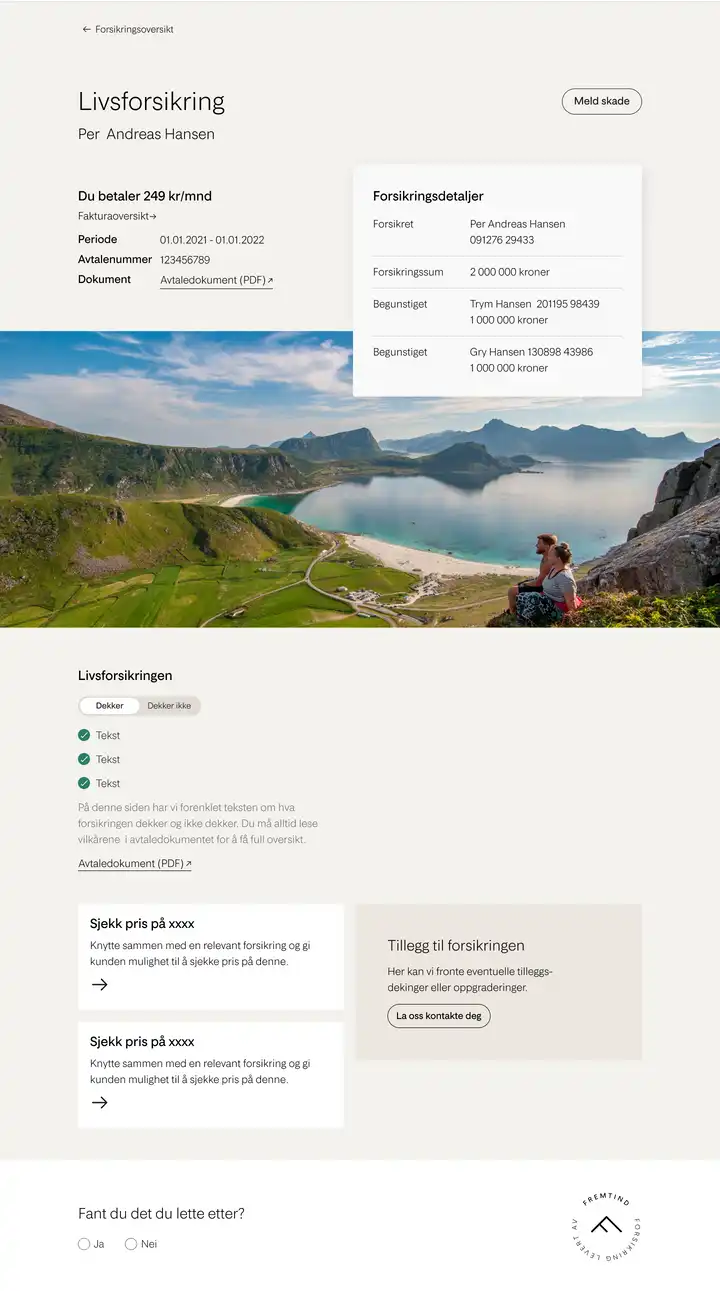 ← Forsikringsoversikt
Livsforsikring
Meld skade
Per Andreas Hansen
Du betaler 249 kr/mnd
Fakturaoversikt→
Periode 01.01.2021 - 01.01.2022
Avtalenummer 123456789
Dokument Avtaledokument (PDF)↗
Forsikringsdetaljer
Forsikret Per Andreas Hansen
091276 29433
Forsikringssum 2 000 000 kroner
Begunstiget Trym Hansen 201195 98439
1 000 000 kroner
Begunstiget Gry Hansen 130898 43986
1 000 000 kroner
Livsforsikringen
Dekker Dekker ikke
Tekst
Tekst
Tekst
På denne siden har vi forenklet teksten om hva
forsikringen dekker og ikke dekker. Du må alltid lese
vilkårene i avtaledokumentet for å få full oversikt.
Avtaledokument (PDF)↗
Sjekk pris på xxxx
Knytte sammen med en relevant forsikring og gi
kunden mulighet til å sjekke pris på denne.
→
Sjekk pris på xxxx
Knytte sammen med en relevant forsikring og gi
kunden mulighet til å sjekke pris på denne.
→
Tillegg til forsikringen
Her kan vi fronte eventuelle tilleggs-
dekinger eller oppgraderinger.
La oss kontakte deg
Fant du det du lette etter?
Ja Nei
FREMTIND
FORSIKRING LEVERT AV